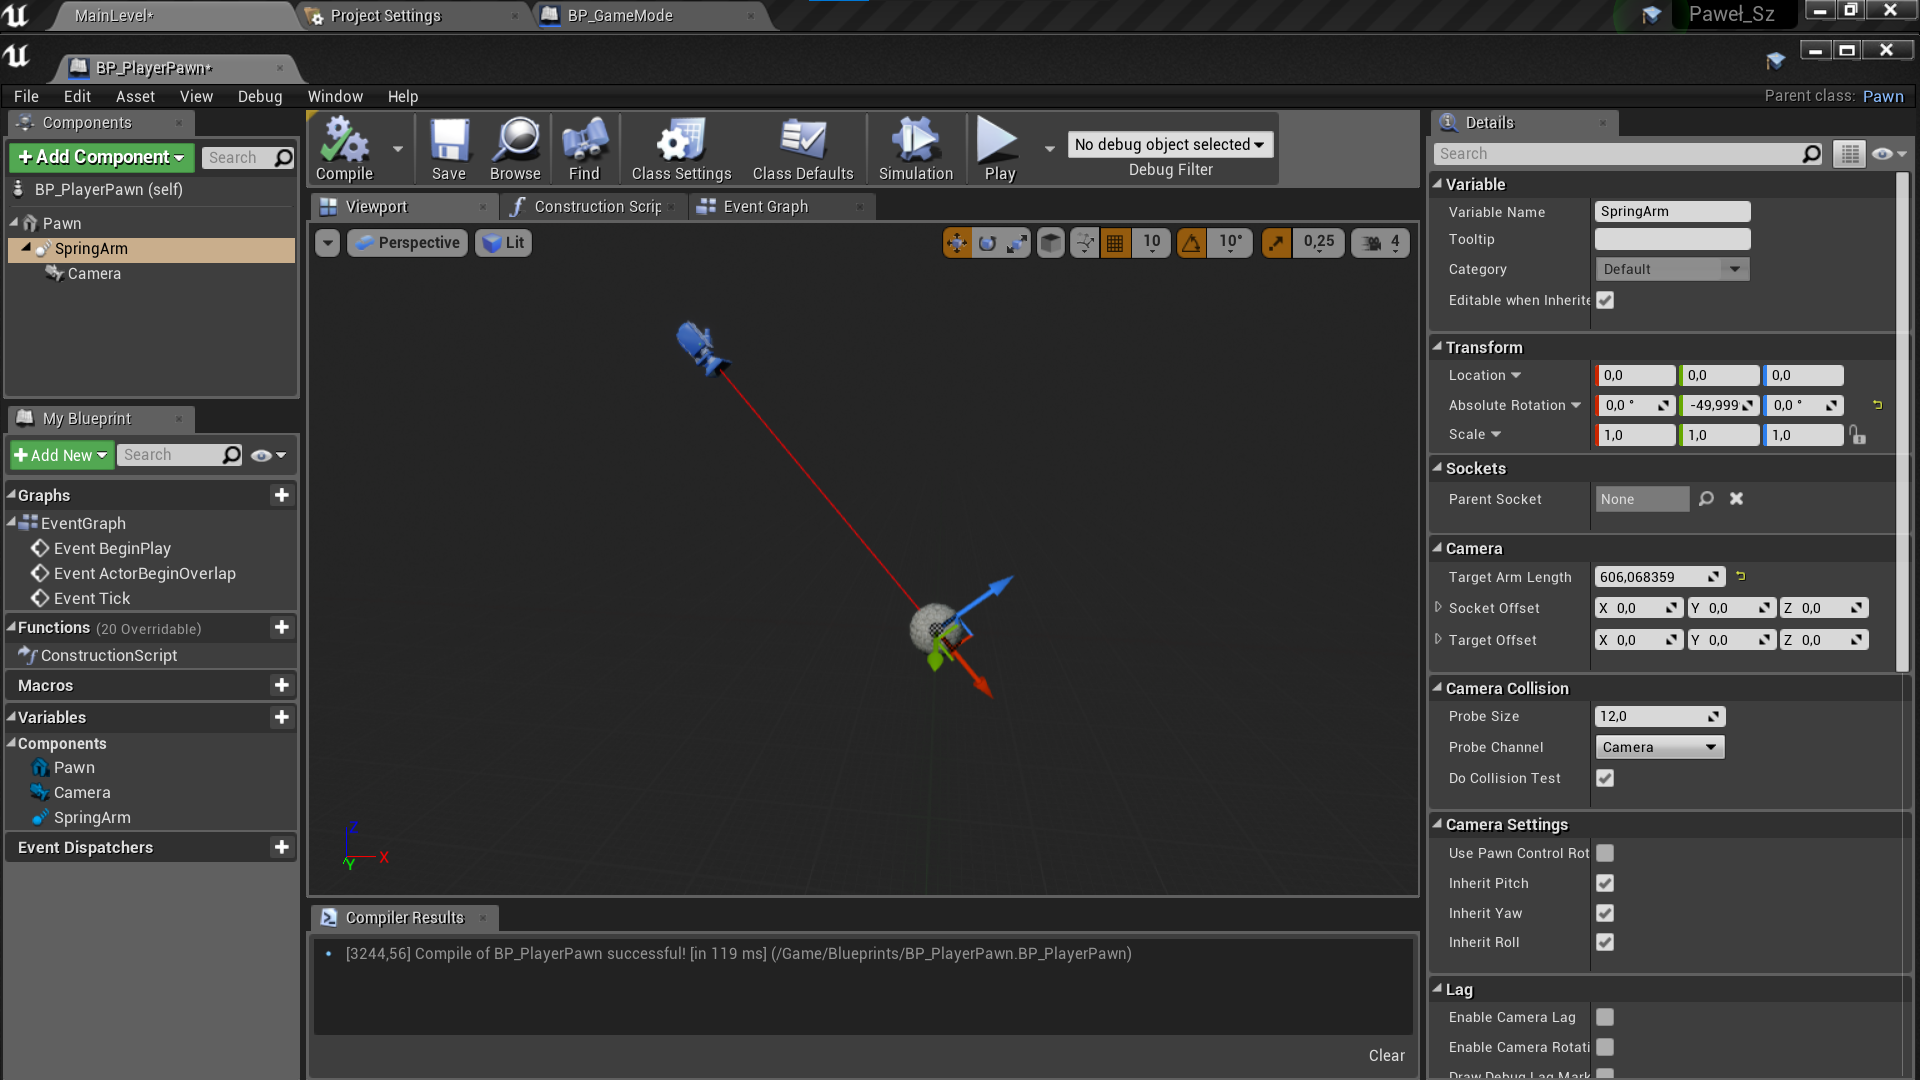 MainLevel*
Project Settings
BP_GameMode
Paweł_Sz
BP_PlayerPawn*
File Edit Asset View Debug Window Help
Parent class: Pawn
Components
Add Component
Search
BP_PlayerPawn (self)
Pawn
SpringArm
Camera
My Blueprint
Add New
Search
Graphs
EventGraph
Event BeginPlay
Event ActorBeginOverlap
Event Tick
Functions (20 Overridable)
ConstructionScript
Macros
Variables
Components
Pawn
Camera
SpringArm
Event Dispatchers
Compile
Save
Browse
Find
Class Settings
Class Defaults
Simulation
Play
No debug object selected
Debug Filter
Viewport
Construction Scrip
Event Graph
Perspective
Lit
10
10°
0,25
4
Z
X
Y
Compiler Results
[3244,56] Compile of BP_PlayerPawn successful! [in 119 ms] (/Game/Blueprints/BP_PlayerPawn.BP_PlayerPawn)
Clear
Details
Search
Variable
Variable Name SpringArm
Tooltip
Category Default
Editable when Inherite
Transform
Location 0,0 0,0 0,0
Absolute Rotation 0,0 ° -49,999 0,0 °
Scale 1,0 1,0 1,0
Sockets
Parent Socket None
Camera
Target Arm Length 606,068359
Socket Offset X 0,0 Y 0,0 Z 0,0
Target Offset X 0,0 Y 0,0 Z 0,0
Camera Collision
Probe Size 12,0
Probe Channel Camera
Do Collision Test
Camera Settings
Use Pawn Control Rot
Inherit Pitch
Inherit Yaw
Inherit Roll
Lag
Enable Camera Lag
Enable Camera Rotati
Draw Debug Lag Mark